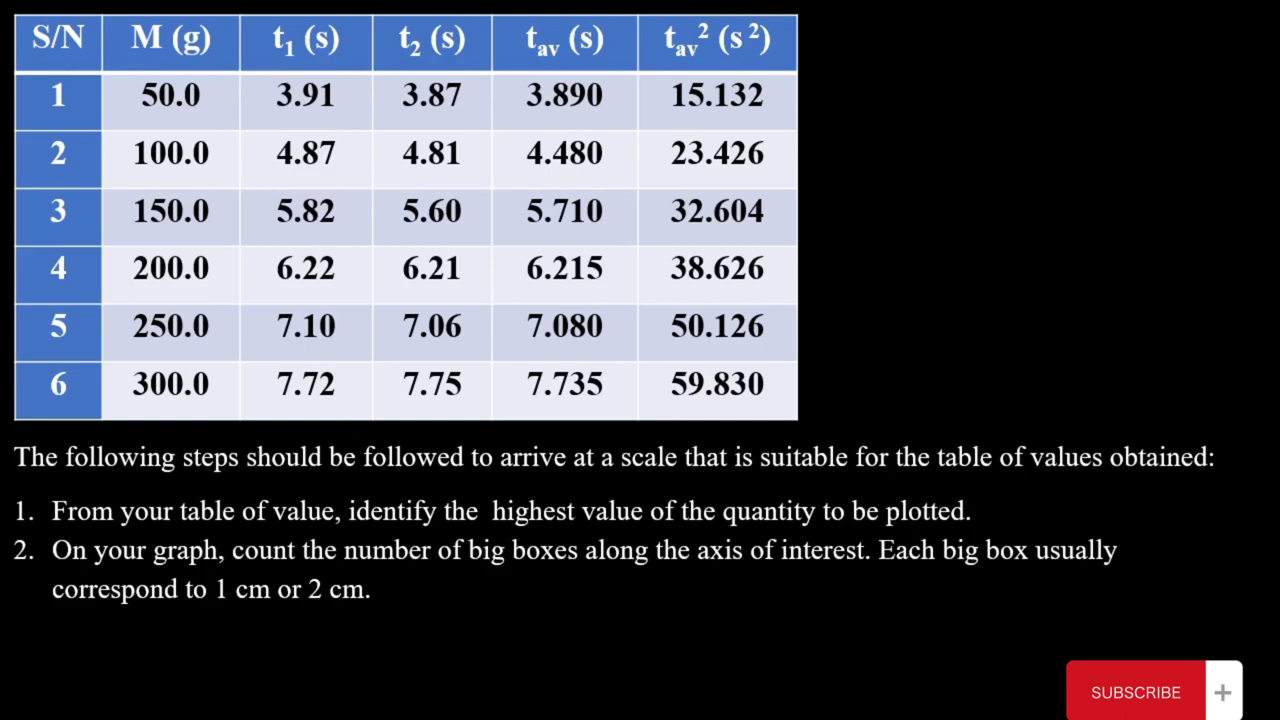 S/N M (g) t₁ (s) t₂ (s) tₐᵥ (s) tₐᵥ² (s²)
1 50.0 3.91 3.87 3.890 15.132
2 100.0 4.87 4.81 4.480 23.426
3 150.0 5.82 5.60 5.710 32.604
4 200.0 6.22 6.21 6.215 38.626
5 250.0 7.10 7.06 7.080 50.126
6 300.0 7.72 7.75 7.735 59.830
The following steps should be followed to arrive at a scale that is suitable for the table of values obtained:
1. From your table of value, identify the highest value of the quantity to be plotted.
2. On your graph, count the number of big boxes along the axis of interest. Each big box usually
correspond to 1 cm or 2 cm.
SUBSCRIBE +